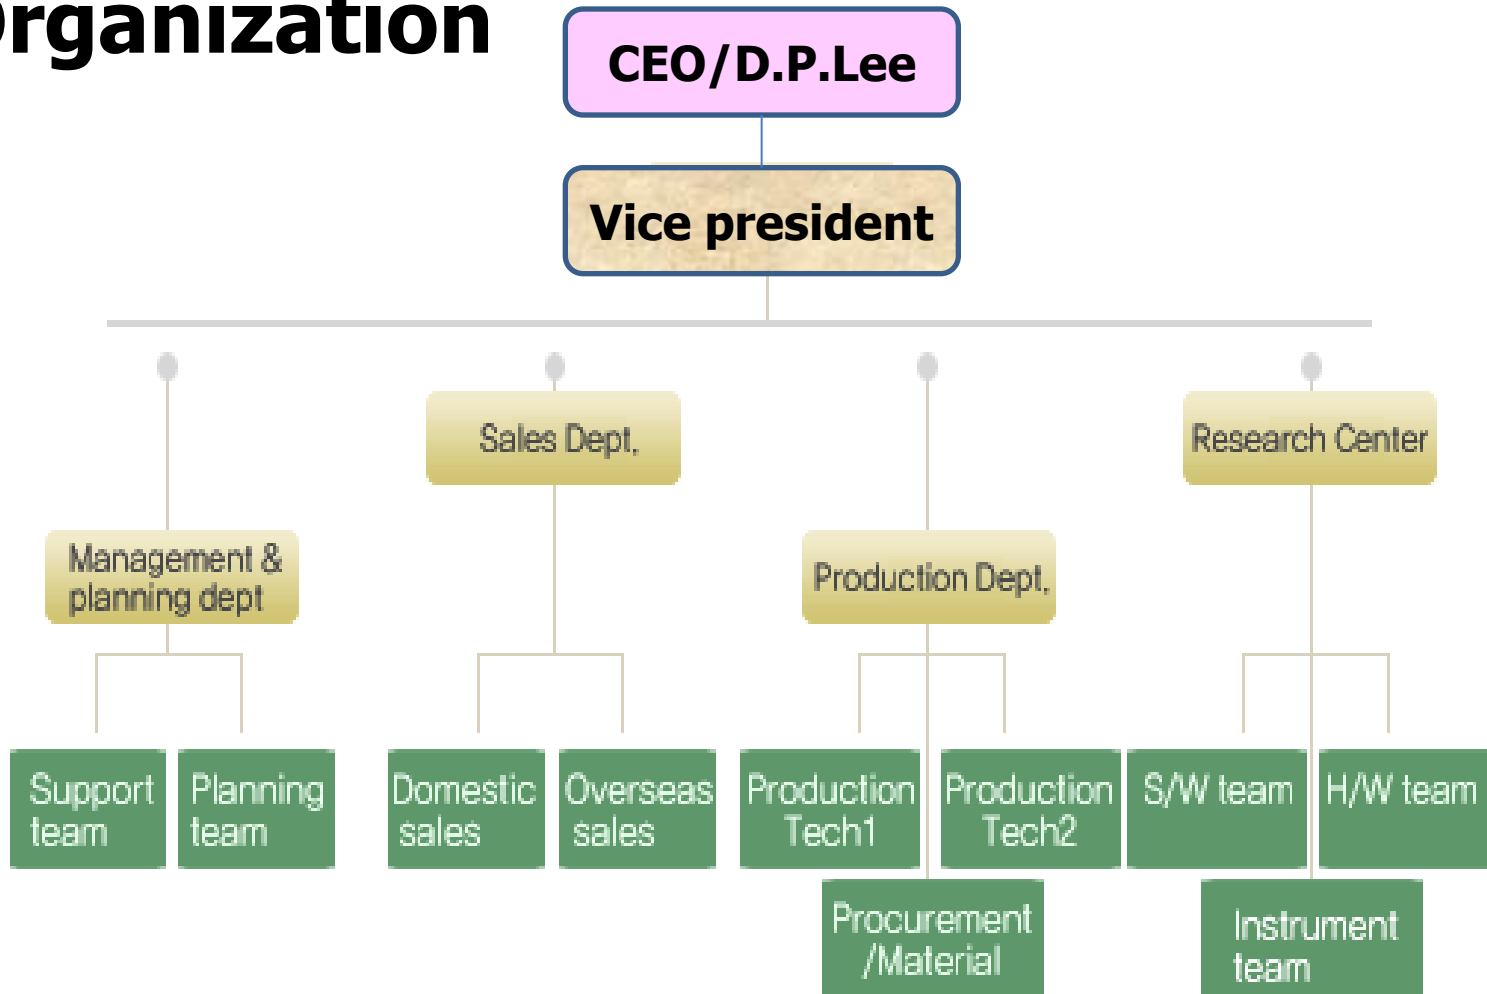 Organization
CEO/D.P.Lee
Vice president
Sales Dept,
Research Center
Management &
planning dept
Production Dept,
Support
team
Planning
team
Domestic
sales
Overseas
sales
Production
Tech1
Production
Tech2
S/W team
H/W team
Procurement
/Material
Instrument
team